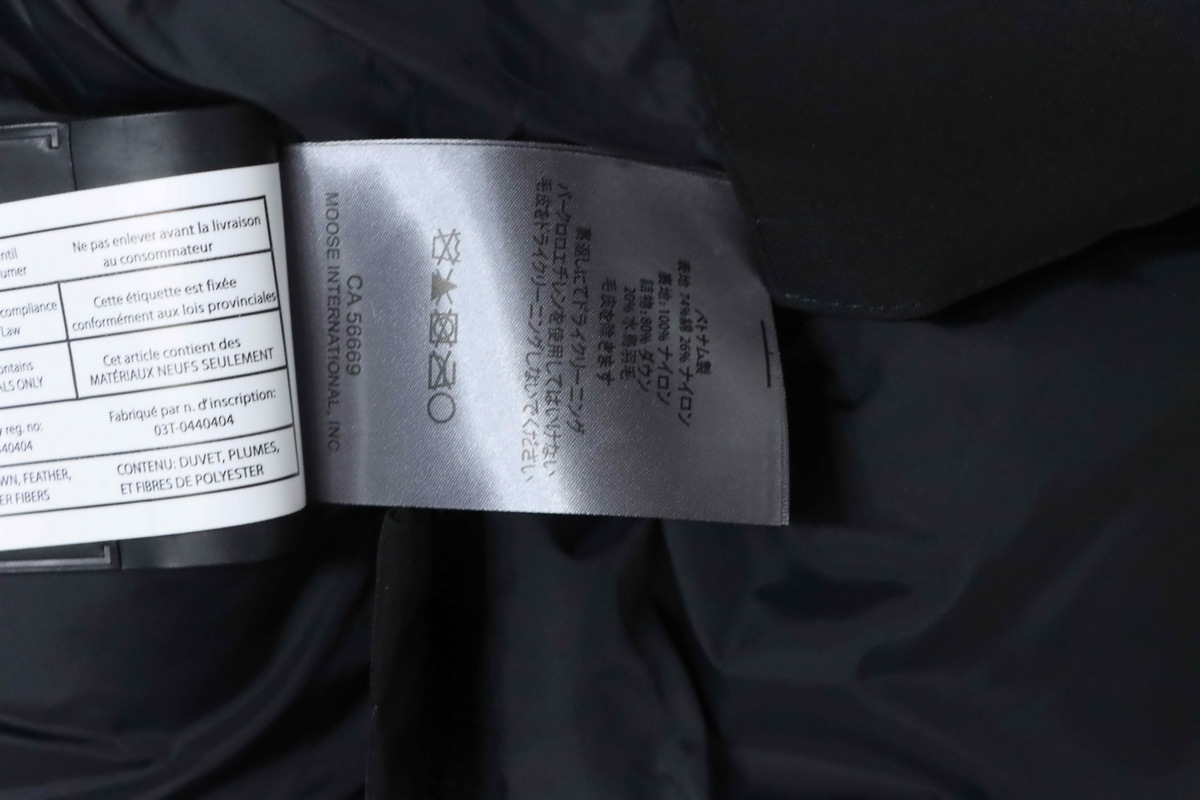 ntil
umer
Ne pas enlever avant la livraison
au consommateur
compliance
Law
Cette étiquette est fixée
conformément aux lois provinciales
ontains
ALS ONLY
Cet article contient des
MATÉRIAUX NEUFS SEULEMENT
y reg. no:
40404
Fabriqué par n. d'inscription:
03T-0440404
WN, FEATHER,
ER FIBERS
CONTENU: DUVET, PLUMES,
ET FIBRES DE POLYESTER
ベトナム製
表地 74%綿 26% ナイロン
裏地:100% ナイロン
詰物:80% ダウン
20% 水鳥羽毛
毛皮を除きます
裏返しにてドライクリーニング
パークロロエチレンを使用してはいけない
毛皮をドライクリーニングしないでください
CA 56669
MOOSE INTERNATIONAL, INC